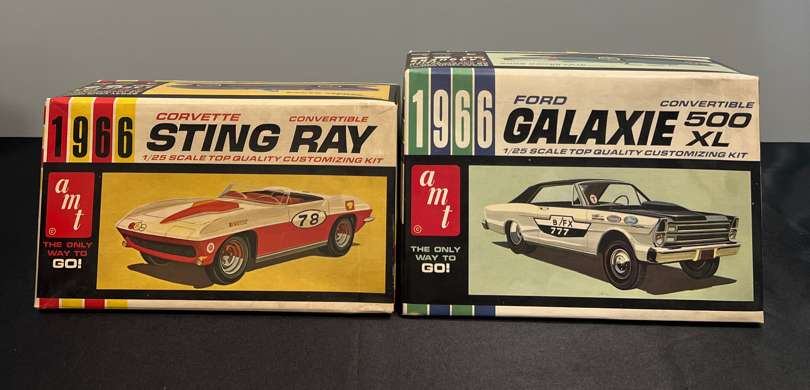 1966
CORVETTE CONVERTIBLE
STING RAY
1/25 SCALE TOP QUALITY CUSTOMIZING KIT
amt
©
THE ONLY
WAY TO
GO!
78
1966
FORD CONVERTIBLE
GALAXIE 500
XL
1/25 SCALE TOP QUALITY CUSTOMIZING KIT
amt
©
THE ONLY
WAY TO
GO!
B/FX
777